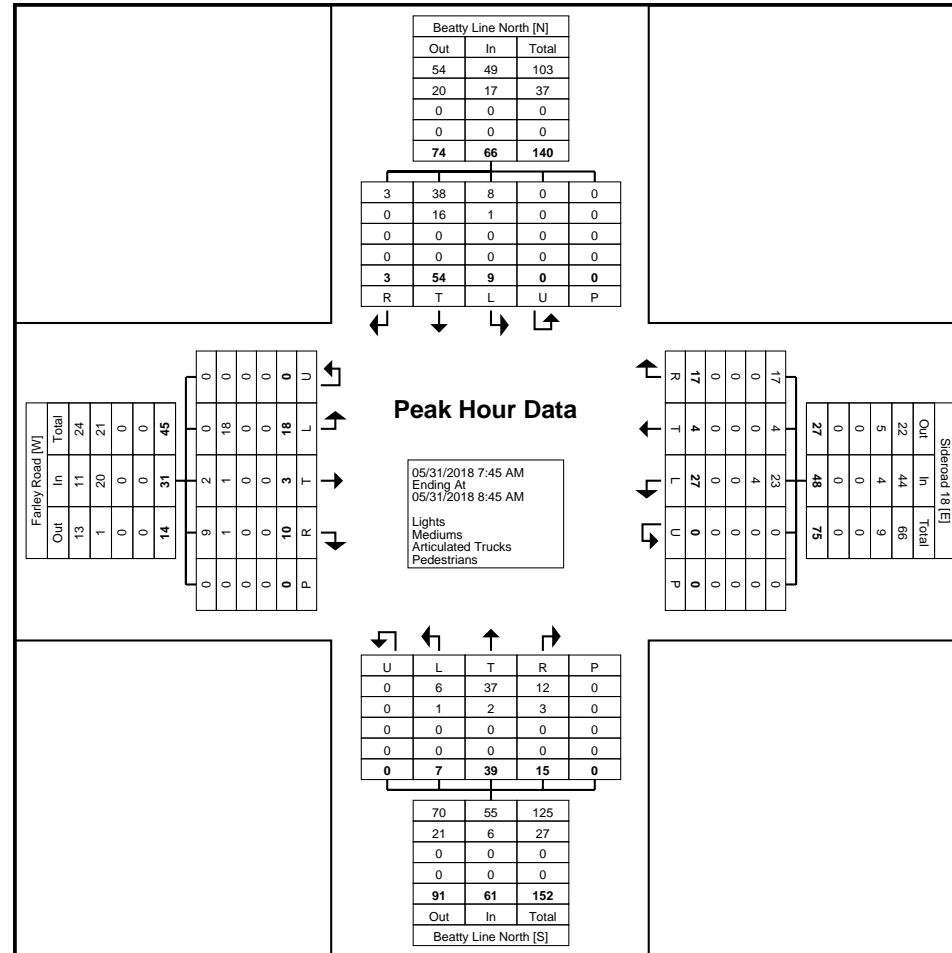 Beatty Line North [N]
Out In Total
54 49 103
20 17 37
0 0 0
0 0 0
74 66 140
3 38 8 0 0
0 16 1 0 0
0 0 0 0 0
0 0 0 0 0
3 54 9 0 0
R T L U P
Farley Road [W]
Total In Out
24 11 13
21 20 1
0 0 0
0 0 0
45 31 14
0 0 2 9 0
0 18 1 1 0
0 0 0 0 0
0 0 0 0 0
0 18 3 10 0
U L T R P
Peak Hour Data
05/31/2018 7:45 AM
Ending At
05/31/2018 8:45 AM
Lights
Mediums
Articulated Trucks
Pedestrians
R T L U P
17 4 27 0 0
0 0 0 0 0
0 0 0 0 0
0 0 4 0 0
17 4 23 0 0
27 48 75
0 0 0
0 0 0
5 4 9
22 44 66
Out In Total
Sideroad 18 [E]
U L T R P
0 6 37 12 0
0 1 2 3 0
0 0 0 0 0
0 0 0 0 0
0 7 39 15 0
70 55 125
21 6 27
0 0 0
0 0 0
91 61 152
Out In Total
Beatty Line North [S]